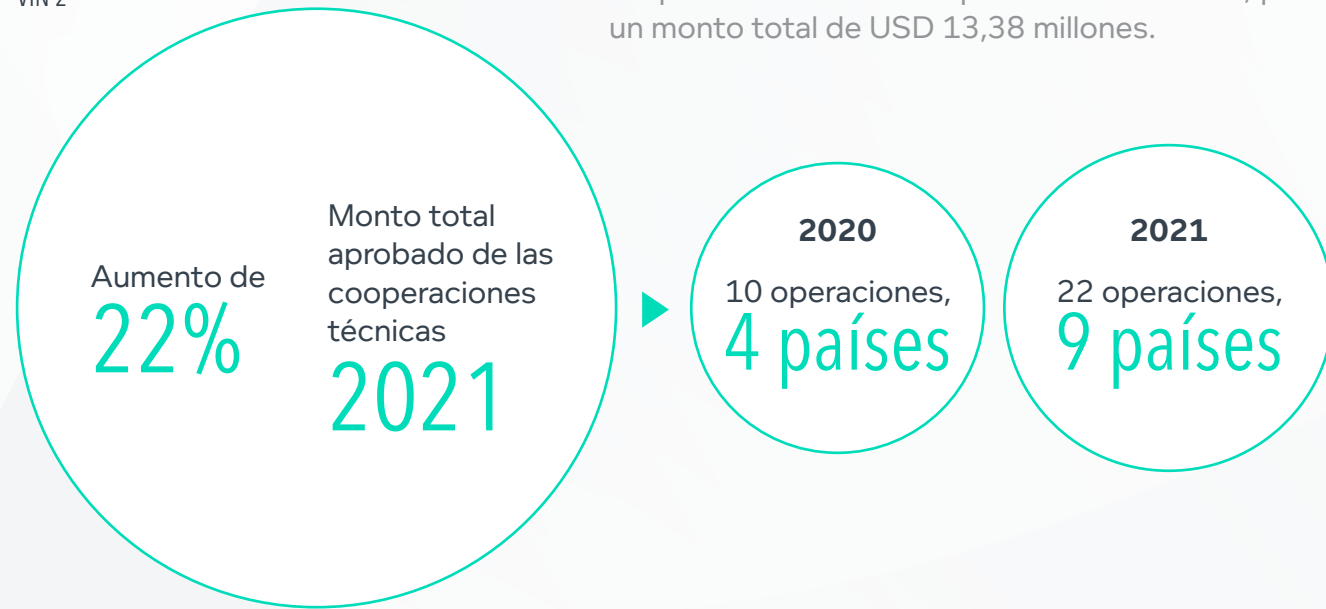 un monto total de USD 13,38 millones.
Aumento de
22%
Monto total
aprobado de las
cooperaciones
técnicas
2021
2020
10 operaciones,
4 países
2021
22 operaciones,
9 países